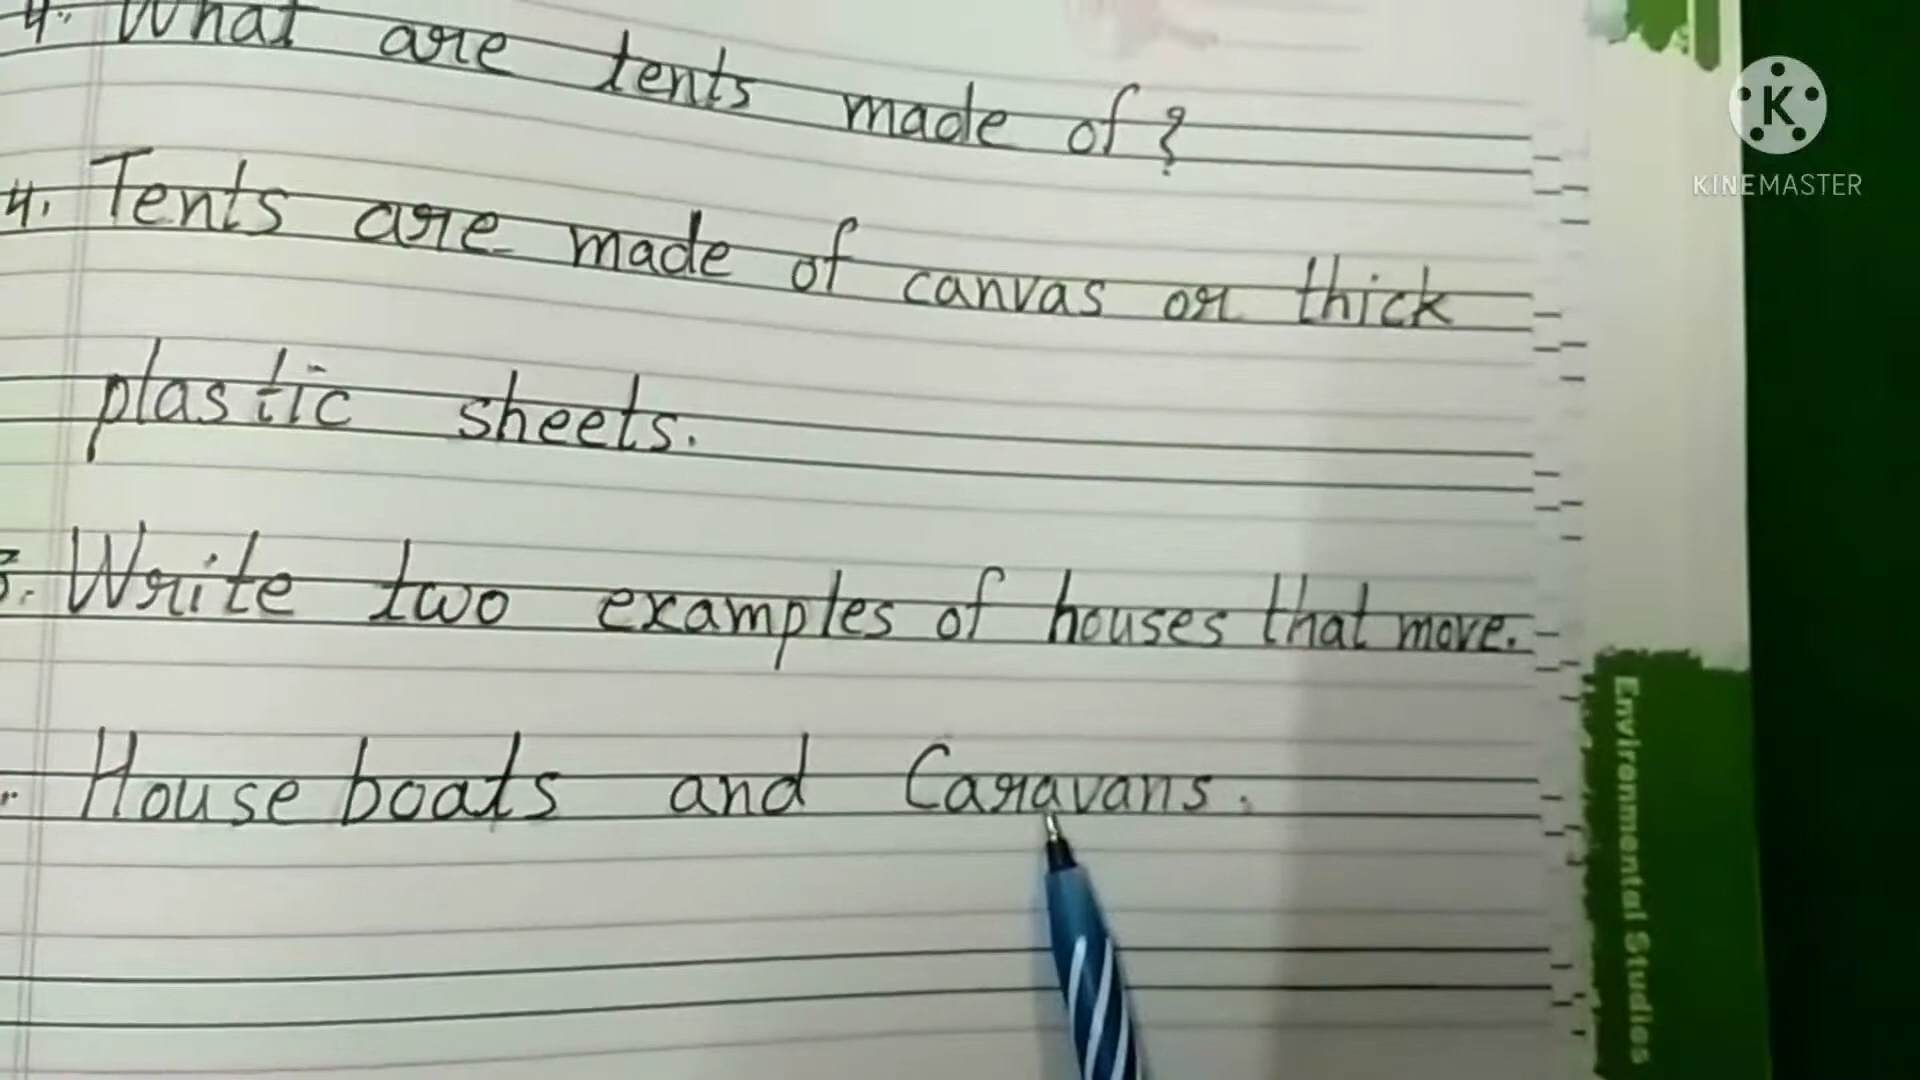 4. What are tents made of?
4. Tents are made of canvas or thick
plastic sheets.
5. Write two examples of houses that move.
House boats and Caravans.
K
KINEMASTER
Environmental Studies